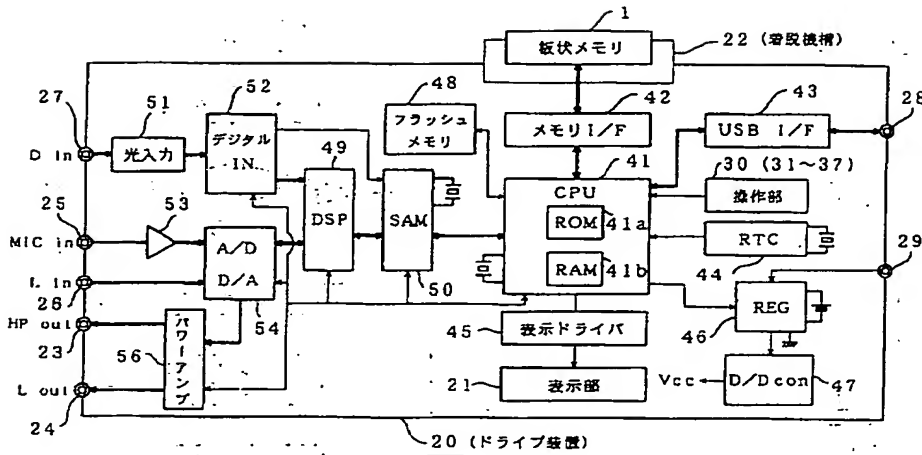 1
板状メモリ
22 (着脱機構)
27
51
52
48
42
43
28
D in
光入力
デジタル
IN
フラッシュ
メモリ
メモリI/F
USB I/F
49
41
30 (31〜37)
25
53
DSP
SAM
CPU
操作部
MIC in
A/D
D/A
ROM
41a
RTC
29
L in
RAM
41b
44
26
50
54
HP out
パワーアンプ
45
表示ドライバ
46
REG
23
56
L out
21
表示部
Vcc
D/Dcon
47
24
20 (ドライブ装置)